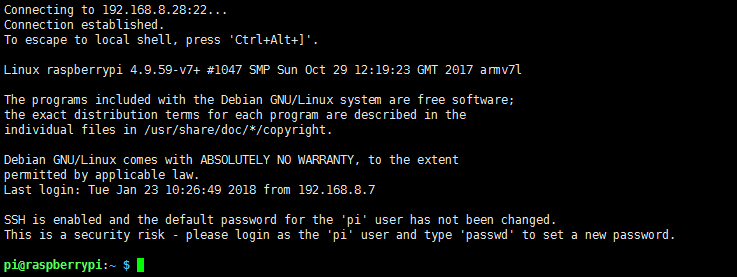 Connecting to 192.168.8.28:22...
Connection established.
To escape to local shell, press 'Ctrl+Alt+]'.
Linux raspberrypi 4.9.59-v7+ #1047 SMP Sun Oct 29 12:19:23 GMT 2017 armv7l
The programs included with the Debian GNU/Linux system are free software;
the exact distribution terms for each program are described in the
individual files in /usr/share/doc/*/copyright.
Debian GNU/Linux comes with ABSOLUTELY NO WARRANTY, to the extent
permitted by applicable law.
Last login: Tue Jan 23 10:26:49 2018 from 192.168.8.7
SSH is enabled and the default password for the 'pi' user has not been changed.
This is a security risk - please login as the 'pi' user and type 'passwd' to set a new password.
pi@raspberrypi:~ $